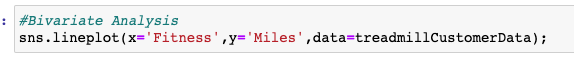 : #Bivariate Analysis
sns.lineplot(x='Fitness',y='Miles',data=treadmillCustomerData);